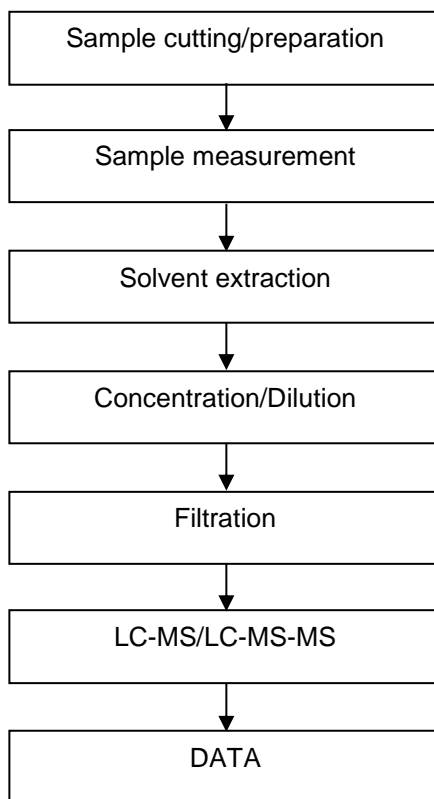 Sample cutting/preparation
Sample measurement
Solvent extraction
Concentration/Dilution
Filtration
LC-MS/LC-MS-MS
DATA